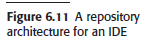 Figure 6.11 A repository
architecture for an IDE